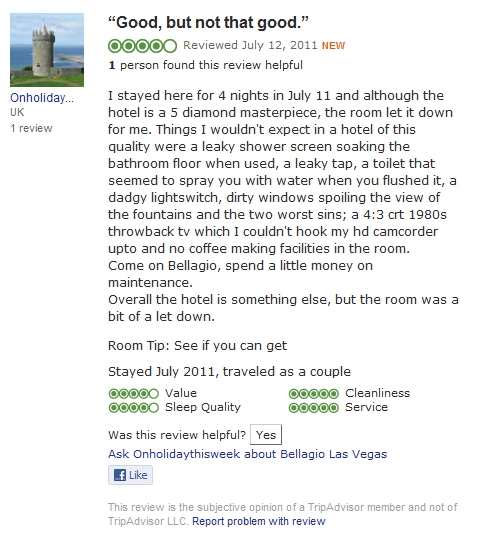 “Good, but not that good.”
Reviewed July 12, 2011 NEW
1 person found this review helpful
Onholiday...
UK
1 review
I stayed here for 4 nights in July 11 and although the
hotel is a 5 diamond masterpiece, the room let it down
for me. Things I wouldn't expect in a hotel of this
quality were a leaky shower screen soaking the
bathroom floor when used, a leaky tap, a toilet that
seemed to spray you with water when you flushed it, a
dadgy lightswitch, dirty windows spoiling the view of
the fountains and the two worst sins; a 4:3 crt 1980s
throwback tv which I couldn't hook my hd camcorder
upto and no coffee making facilities in the room.
Come on Bellagio, spend a little money on
maintenance.
Overall the hotel is something else, but the room was a
bit of a let down.
Room Tip: See if you can get
Stayed July 2011, traveled as a couple
Value Cleanliness
Sleep Quality Service
Was this review helpful? Yes
Ask Onholidaythisweek about Bellagio Las Vegas
f Like
This review is the subjective opinion of a TripAdvisor member and not of
TripAdvisor LLC. Report problem with review